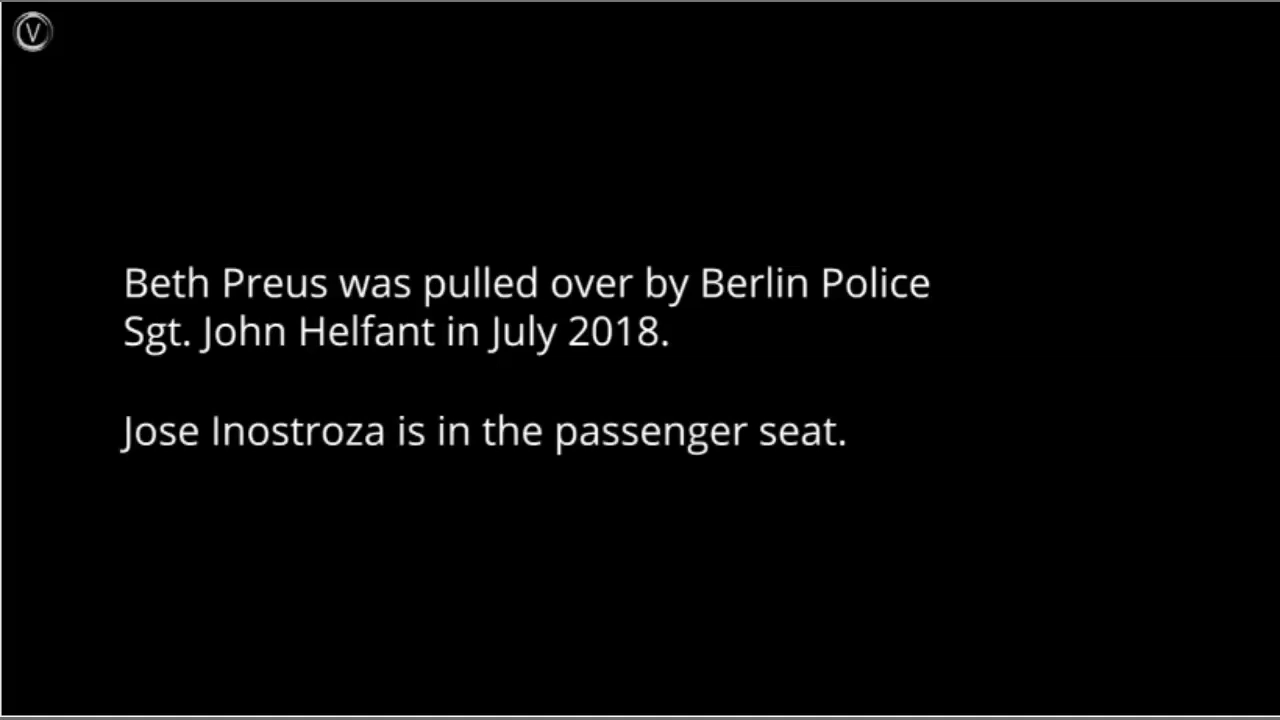 V
Beth Preus was pulled over by Berlin Police
Sgt. John Helfant in July 2018.
Jose Inostroza is in the passenger seat.